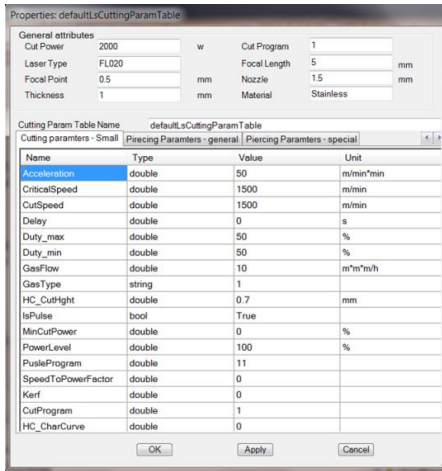 Properties: defaultLsCuttingParamTable
General attributes
Cut Power 2000 w Cut Program 1
Laser Type FL020 Focal Length 5 mm
Focal Point 0.5 mm Nozzle 1.5 mm
Thickness 1 mm Material Stainless
Cutting Param Table Name defaultLsCuttingParamTable
Cutting paramters - Small Pirecing Paramters - general Piercing Paramters - special
Name Type Value Unit
Acceleration double 50 m/min*min
CriticalSpeed double 1500 m/min
CutSpeed double 1500 m/min
Delay double 0 s
Duty_max double 50 %
Duty_min double 50 %
GasFlow double 10 m*m*m/h
GasType string 1
HC_CutHght double 0.7 mm
IsPulse bool True
MinCutPower double 0 %
PowerLevel double 100 %
PusleProgram double 11
SpeedToPowerFactor double 0
Kerf double 0
CutProgram double 1
HC_CharCurve double 0
OK Apply Cancel